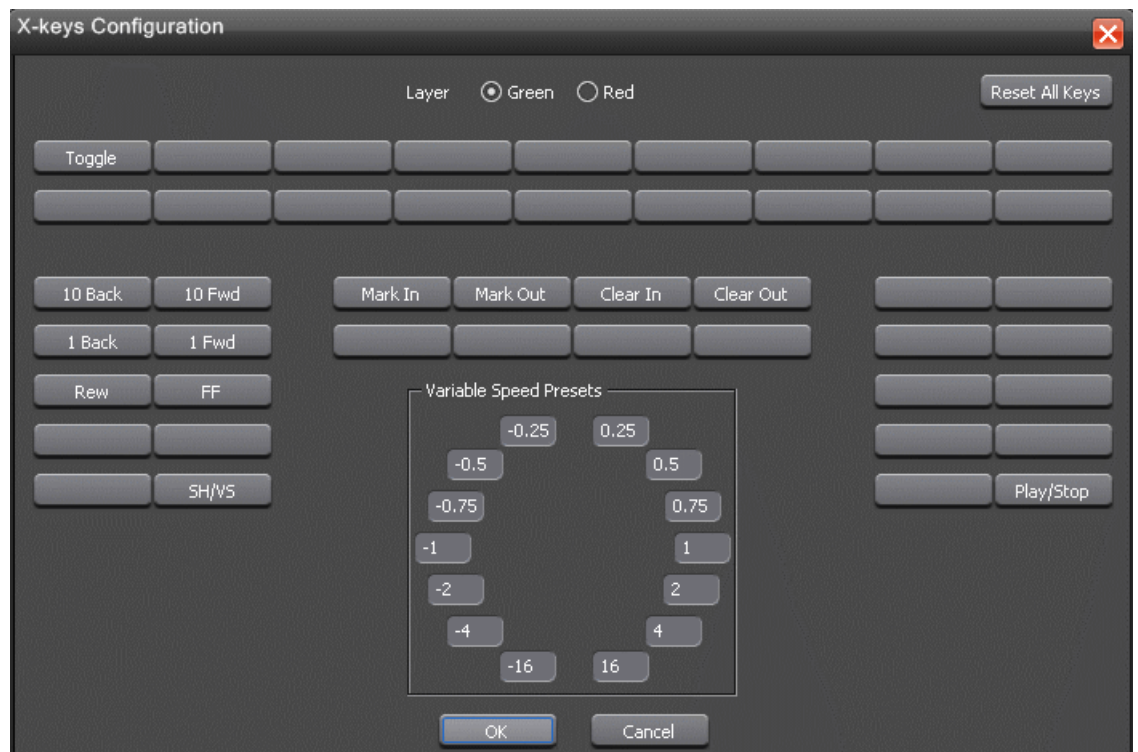 X-keys Configuration
Layer Green Red Reset All Keys
Toggle
10 Back 10 Fwd Mark In Mark Out Clear In Clear Out
1 Back 1 Fwd
Rew FF Variable Speed Presets
-0.25 0.25
-0.5 0.5
SH/VS -0.75 0.75 Play/Stop
-1 1
-2 2
-4 4
-16 16
OK Cancel